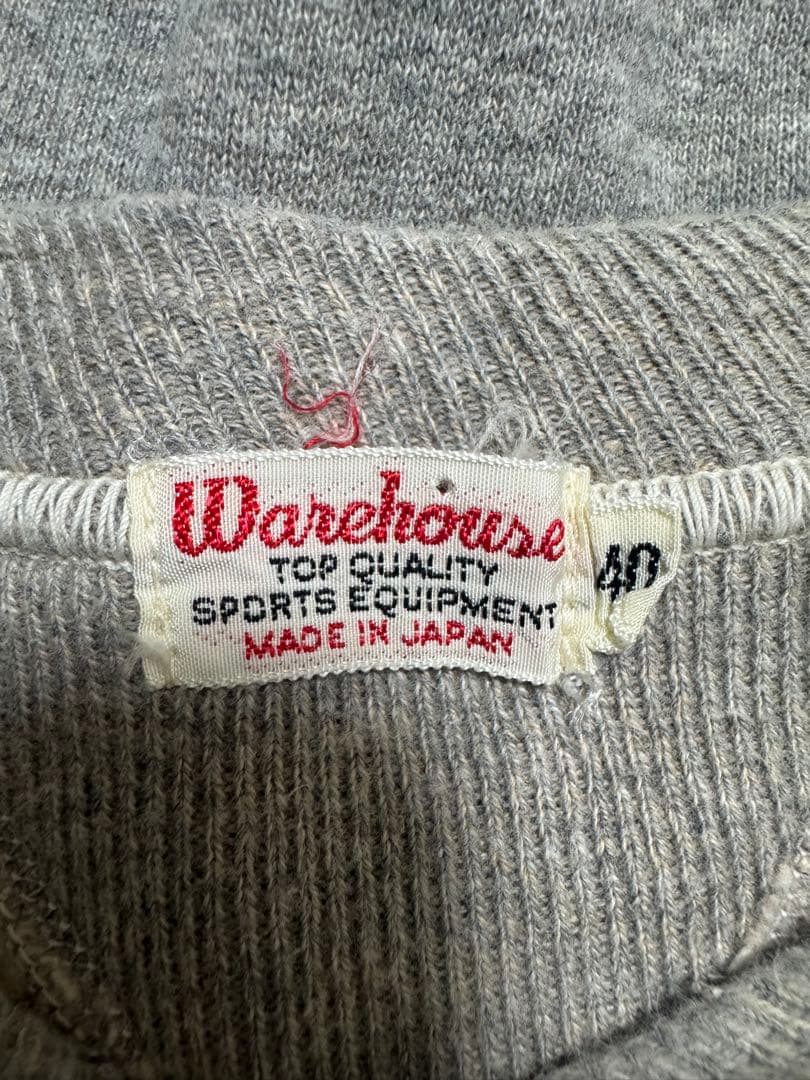 Warehouse
TOP QUALITY
SPORTS EQUIPMENT
MADE IN JAPAN
40